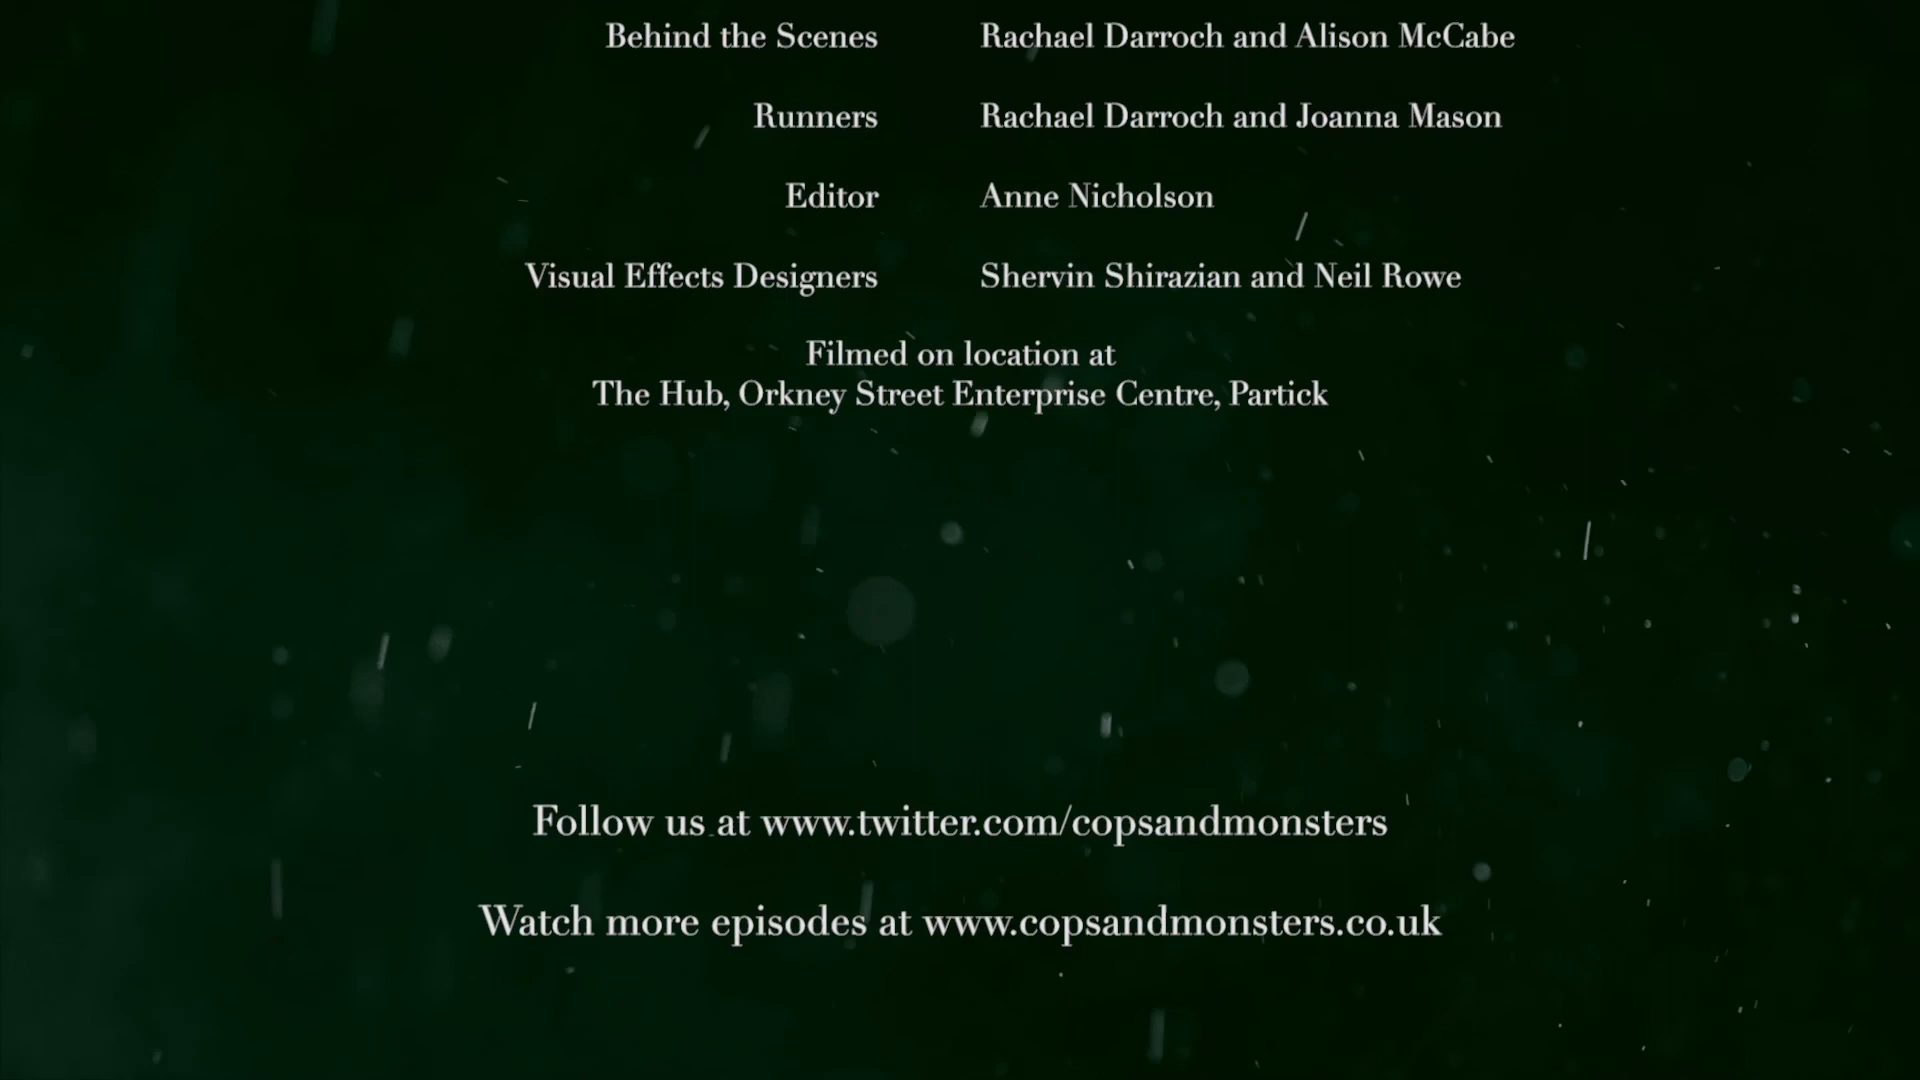 Behind the Scenes Rachael Darroch and Alison McCabe
Runners Rachael Darroch and Joanna Mason
Editor Anne Nicholson
Visual Effects Designers Shervin Shirazian and Neil Rowe
Filmed on location at
The Hub, Orkney Street Enterprise Centre, Partick
Follow us at www.twitter.com/copsandmonsters
Watch more episodes at www.copsandmonsters.co.uk